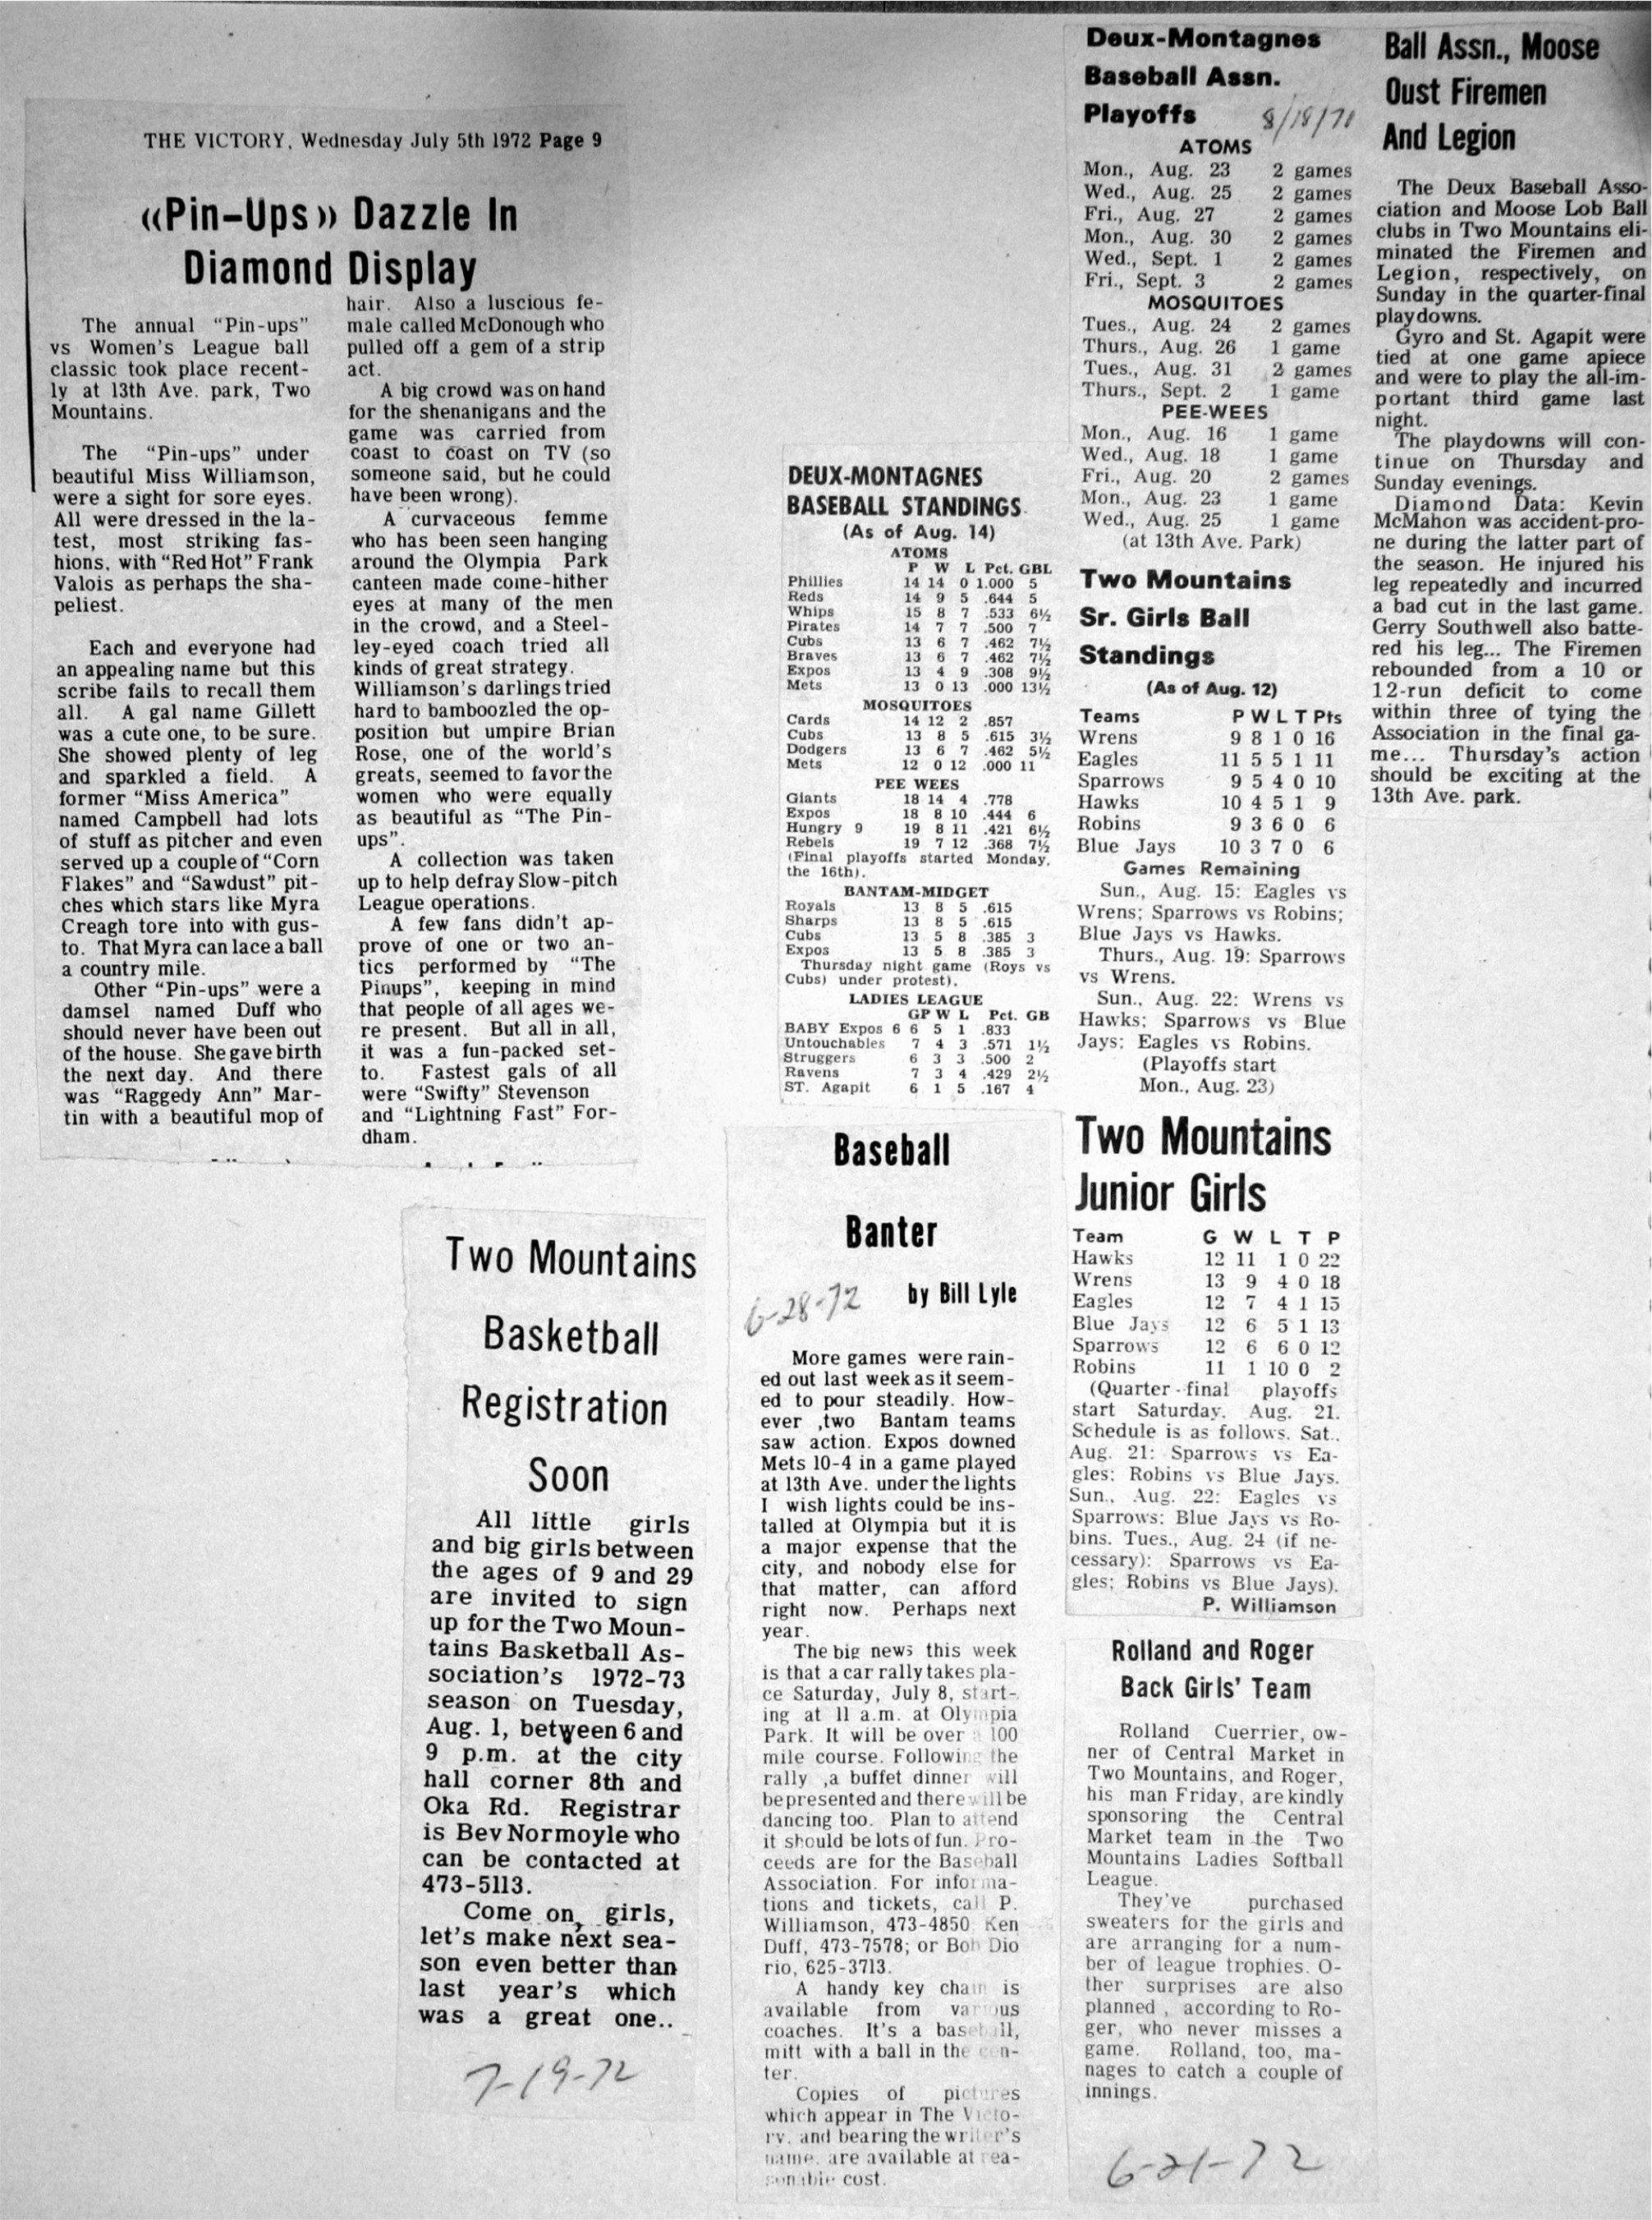 THE VICTORY, Wednesday July 5th 1972 Page 9
«Pin-Ups» Dazzle In
Diamond Display
The annual "Pin-ups"
vs Women's League ball
classic took place recent-
ly at 13th Ave. park, Two
Mountains.
The "Pin-ups" under
beautiful Miss Williamson,
were a sight for sore eyes.
All were dressed in the la-
test, most striking fas-
hions, with "Red Hot" Frank
Valois as perhaps the sha-
peliest.
Each and everyone had
an appealing name but this
scribe fails to recall them
all. A gal name Gillett
was a cute one, to be sure.
She showed plenty of leg
and sparkled a field. A
former "Miss America"
named Campbell had lots
of stuff as pitcher and even
served up a couple of "Corn
Flakes" and "Sawdust" pit-
ches which stars like Myra
Creagh tore into with gus-
to. That Myra can lace a ball
a country mile.
Other "Pin-ups" were a
damsel named Duff who
should never have been out
of the house. She gave birth
the next day. And there
was "Raggedy Ann" Mar-
tin with a beautiful mop of
hair. Also a luscious fe-
male called McDonough who
pulled off a gem of a strip
act.
A big crowd was on hand
for the shenanigans and the
game was carried from
coast to coast on TV (so
someone said, but he could
have been wrong).
A curvaceous femme
who has been seen hanging
around the Olympia Park
canteen made come-hither
eyes at many of the men
in the crowd, and a Steel-
ley-eyed coach tried all
kinds of great strategy.
Williamson's darlings tried
hard to bamboozled the op-
position but umpire Brian
Rose, one of the world's
greats, seemed to favor the
women who were equally
as beautiful as "The Pin-
ups".
A collection was taken
up to help defray Slow-pitch
League operations.
A few fans didn't ap-
prove of one or two an-
tics performed by "The
Pinups", keeping in mind
that people of all ages we-
re present. But all in all,
it was a fun-packed set-
to. Fastest gals of all
were "Swifty" Stevenson
and "Lightning Fast" For-
dham.
Two Mountains
Basketball
Registration
Soon
All little girls
and big girls between
the ages of 9 and 29
are invited to sign
up for the Two Moun-
tains Basketball As-
sociation's 1972-73
season on Tuesday,
Aug. 1, between 6 and
9 p.m. at the city
hall corner 8th and
Oka Rd. Registrar
is Bev Normoyle who
can be contacted at
473-5113.
Come on, girls,
let's make next sea-
son even better than
last year's which
was a great one..
7-19-72
DEUX-MONTAGNES
BASEBALL STANDINGS
(As of Aug. 14)
ATOMS
P W L Pct. GBL
Phillies 14 14 0 1.000 5
Reds 14 9 5 .644 5
Whips 15 8 7 .533 6½
Pirates 14 7 7 .500 7
Cubs 13 6 7 .462 7½
Braves 13 6 7 .462 7½
Expos 13 4 9 .308 9½
Mets 13 0 13 .000 13½
MOSQUITOES
Cards 14 12 2 .857
Cubs 13 8 5 .615 3½
Dodgers 13 6 7 .462 5½
Mets 12 0 12 .000 11
PEE WEES
Giants 18 14 4 .778
Expos 18 8 10 .444 6
Hungry 9 19 8 11 .421 6½
Rebels 19 7 12 .368 7½
(Final playoffs started Monday,
the 16th).
BANTAM-MIDGET
Royals 13 8 5 .615
Sharps 13 8 5 .615
Cubs 13 5 8 .385 3
Expos 13 5 8 .385 3
Thursday night game (Roys vs
Cubs) under protest).
LADIES LEAGUE
GP W L Pct. GB
BABY Expos 6 6 5 1 .833
Untouchables 7 4 3 .571 1½
Struggers 6 3 3 .500 2
Ravens 7 3 4 .429 2½
ST. Agapit 6 1 5 .167 4
Baseball
Banter
6-28-72
by Bill Lyle
More games were rain-
ed out last week as it seem-
ed to pour steadily. How-
ever ,two Bantam teams
saw action. Expos downed
Mets 10-4 in a game played
at 13th Ave. under the lights
I wish lights could be ins-
talled at Olympia but it is
a major expense that the
city, and nobody else for
that matter, can afford
right now. Perhaps next
year.
The big news this week
is that a car rally takes pla-
ce Saturday, July 8, start-
ing at 11 a.m. at Olympia
Park. It will be over a 100
mile course. Following the
rally ,a buffet dinner will
be presented and there will be
dancing too. Plan to attend
it should be lots of fun. Pro-
ceeds are for the Baseball
Association. For informa-
tions and tickets, call P.
Williamson, 473-4850; Ken
Duff, 473-7578; or Bob Dio
rio, 625-3713.
A handy key chain is
available from various
coaches. It's a baseball,
mitt with a ball in the cen-
ter.
Copies of pictures
which appear in The Victo-
ry, and bearing the writer's
name, are available at rea-
sonable cost.
Deux-Montagnes
Baseball Assn.
Playoffs 8/18/71
ATOMS
Mon., Aug. 23 2 games
Wed., Aug. 25 2 games
Fri., Aug. 27 2 games
Mon., Aug. 30 2 games
Wed., Sept. 1 2 games
Fri., Sept. 3 2 games
MOSQUITOES
Tues., Aug. 24 2 games
Thurs., Aug. 26 1 game
Tues., Aug. 31 2 games
Thurs., Sept. 2 1 game
PEE-WEES
Mon., Aug. 16 1 game
Wed., Aug. 18 1 game
Fri., Aug. 20 2 games
Mon., Aug. 23 1 game
Wed., Aug. 25 1 game
(at 13th Ave. Park)
Two Mountains
Sr. Girls Ball
Standings
(As of Aug. 12)
Teams P W L T Pts
Wrens 9 8 1 0 16
Eagles 11 5 5 1 11
Sparrows 9 5 4 0 10
Hawks 10 4 5 1 9
Robins 9 3 6 0 6
Blue Jays 10 3 7 0 6
Games Remaining
Sun., Aug. 15: Eagles vs
Wrens; Sparrows vs Robins;
Blue Jays vs Hawks.
Thurs., Aug. 19: Sparrows
vs Wrens.
Sun., Aug. 22: Wrens vs
Hawks; Sparrows vs Blue
Jays; Eagles vs Robins.
(Playoffs start
Mon., Aug. 23)
Two Mountains
Junior Girls
Team G W L T P
Hawks 12 11 1 0 22
Wrens 13 9 4 0 18
Eagles 12 7 4 1 15
Blue Jays 12 6 5 1 13
Sparrows 12 6 6 0 12
Robins 11 1 10 0 2
(Quarter-final playoffs
start Saturday. Aug. 21.
Schedule is as follows. Sat.,
Aug. 21: Sparrows vs Ea-
gles; Robins vs Blue Jays.
Sun., Aug. 22: Eagles vs
Sparrows: Blue Jays vs Ro-
bins. Tues., Aug. 24 (if ne-
cessary): Sparrows vs Ea-
gles; Robins vs Blue Jays).
P. Williamson
Rolland and Roger
Back Girls' Team
Rolland Cuerrier, ow-
ner of Central Market in
Two Mountains, and Roger,
his man Friday, are kindly
sponsoring the Central
Market team in the Two
Mountains Ladies Softball
League.
They've purchased
sweaters for the girls and
are arranging for a num-
ber of league trophies. O-
ther surprises are also
planned , according to Ro-
ger, who never misses a
game. Rolland, too, ma-
nages to catch a couple of
innings.
6-21-72
Ball Assn., Moose
Oust Firemen
And Legion
The Deux Baseball Asso-
ciation and Moose Lob Ball
clubs in Two Mountains eli-
minated the Firemen and
Legion, respectively, on
Sunday in the quarter-final
playdowns.
Gyro and St. Agapit were
tied at one game apiece
and were to play the all-im-
portant third game last
night.
The playdowns will con-
tinue on Thursday and
Sunday evenings.
Diamond Data: Kevin
McMahon was accident-pro-
ne during the latter part of
the season. He injured his
leg repeatedly and incurred
a bad cut in the last game.
Gerry Southwell also batte-
red his leg... The Firemen
rebounded from a 10 or
12-run deficit to come
within three of tying the
Association in the final ga-
me... Thursday's action
should be exciting at the
13th Ave. park.